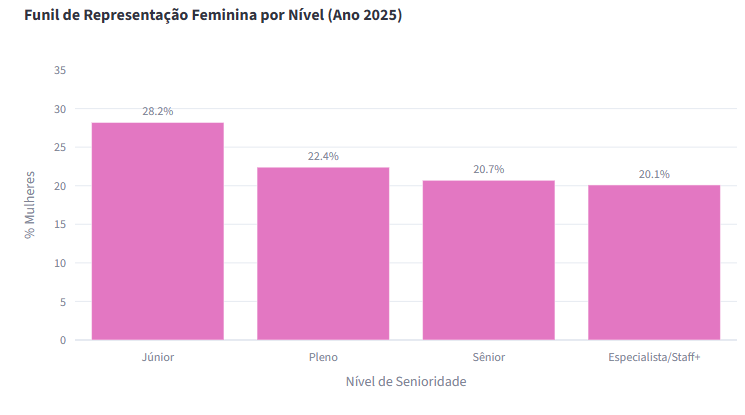 Funil de Representação Feminina por Nível (Ano 2025)
35
30
25
20
15
10
5
0
% Mulheres
28.2%
22.4%
20.7%
20.1%
Júnior
Pleno
Sênior
Especialista/Staff+
Nível de Senioridade